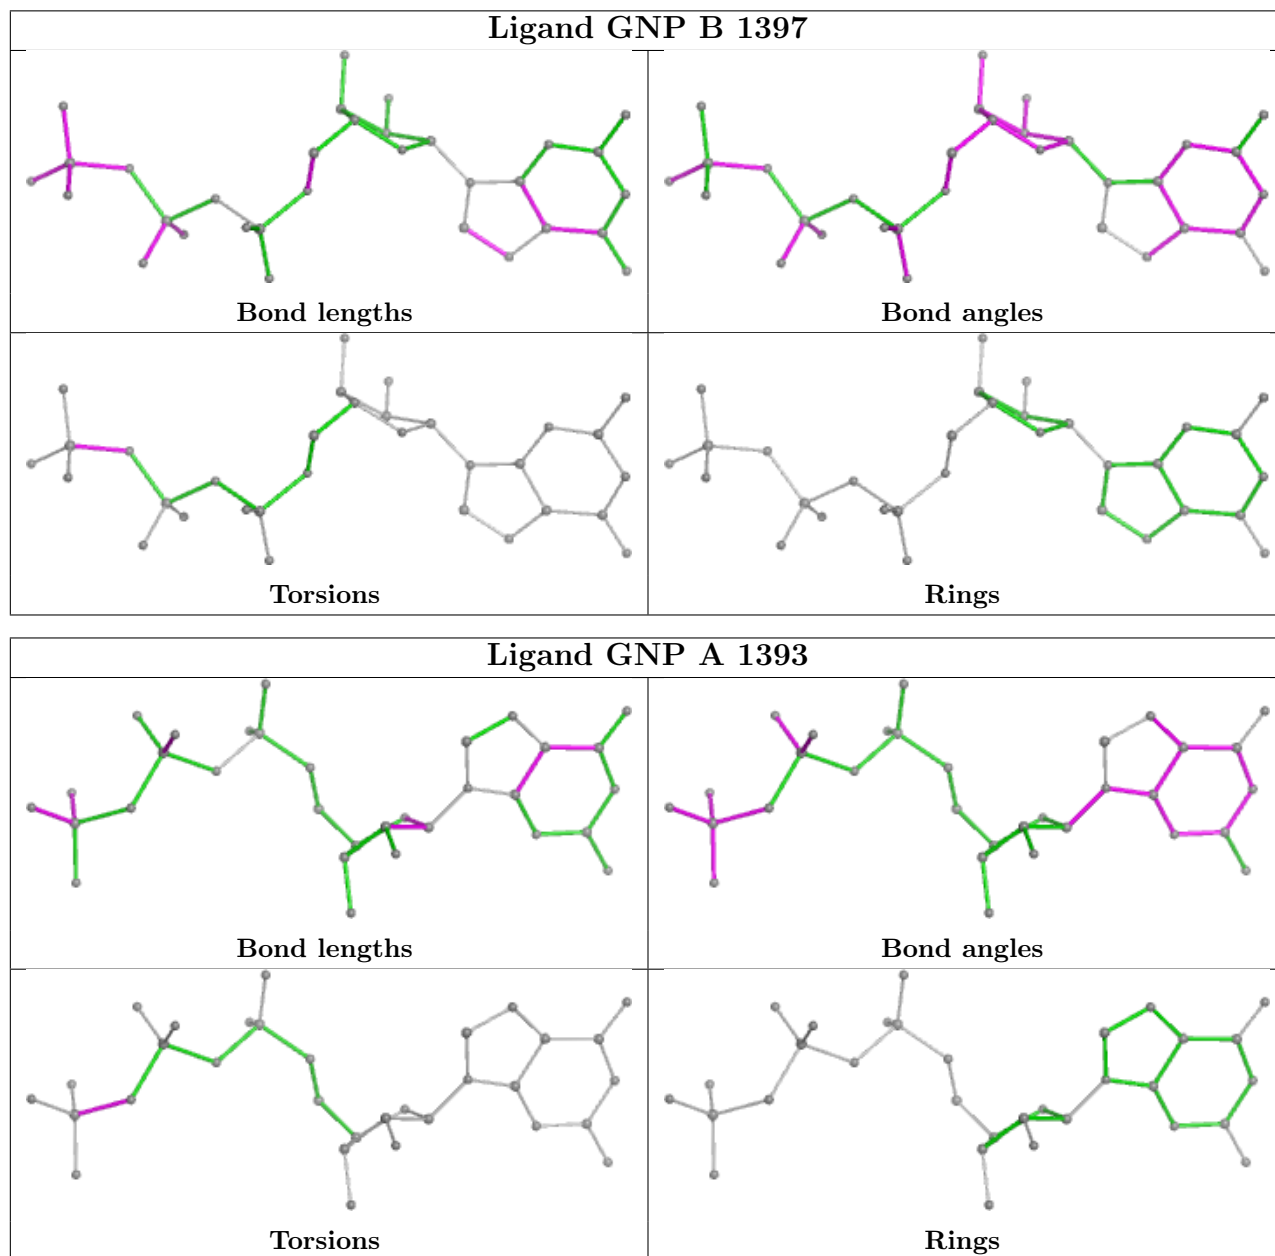 Ligand GNP B 1397
Bond lengths
Bond angles
Torsions
Rings
Ligand GNP A 1393
Bond lengths
Bond angles
Torsions
Rings